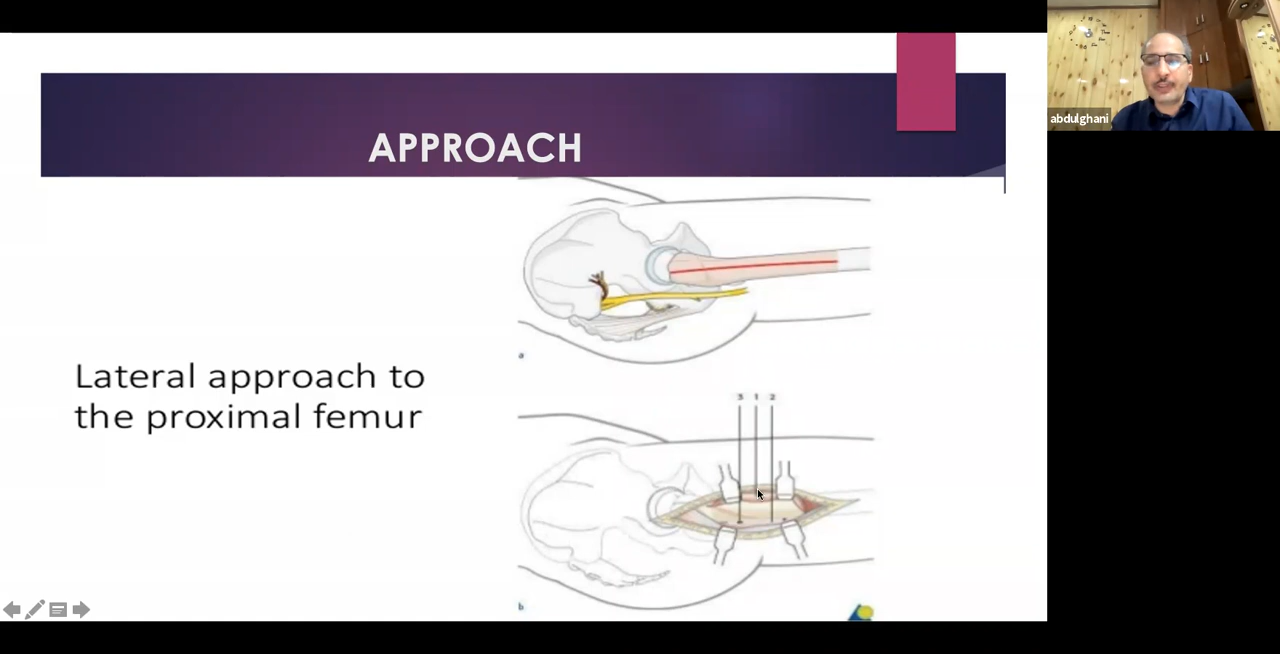 APPROACH
abdulghani
Lateral approach to
the proximal femur
a
3 1 2
b